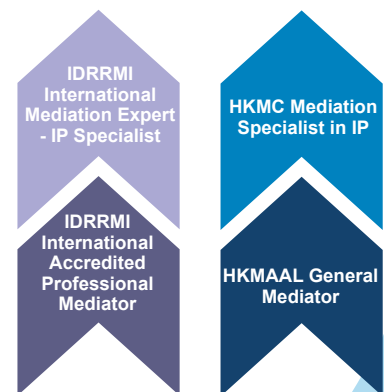 IDRRMI
International
Mediation Expert
- IP Specialist
HKMC Mediation
Specialist in IP
IDRRMI
International
Accredited
Professional
Mediator
HKMAAL General
Mediator